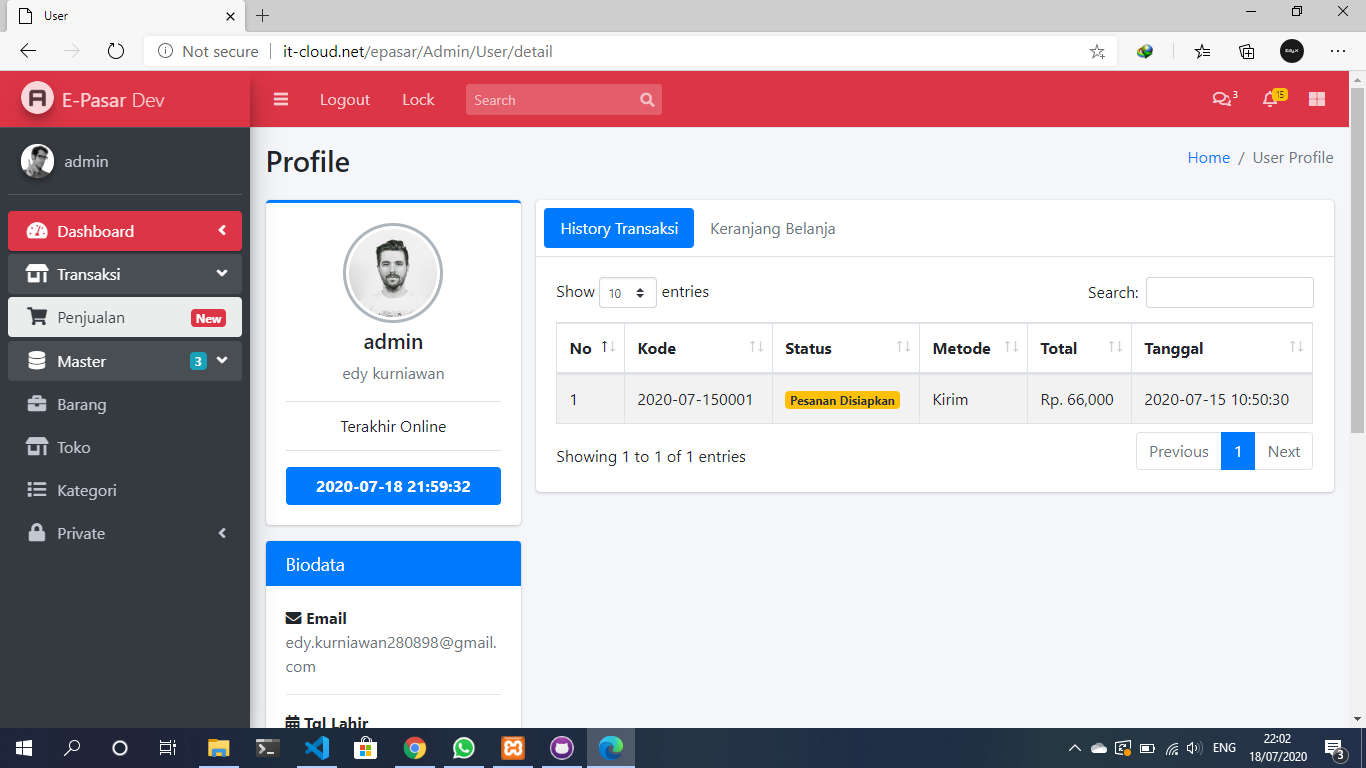 User
Not secure
it-cloud.net/epasar/Admin/User/detail
Edy.K
A E-Pasar Dev
Logout
Lock
Search
3
15
admin
Dashboard
Transaksi
Penjualan New
Master 3
Barang
Toko
Kategori
Private
Profile
Home / User Profile
admin
edy kurniawan
Terakhir Online
2020-07-18 21:59:32
Biodata
Email
edy.kurniawan280898@gmail.
com
Tgl Lahir
History Transaksi
Keranjang Belanja
Show 10 entries
Search:
No Kode Status Metode Total Tanggal
1 2020-07-150001 Pesanan Disiapkan Kirim Rp. 66,000 2020-07-15 10:50:30
Showing 1 to 1 of 1 entries
Previous 1 Next
ENG
22:02
18/07/2020
3